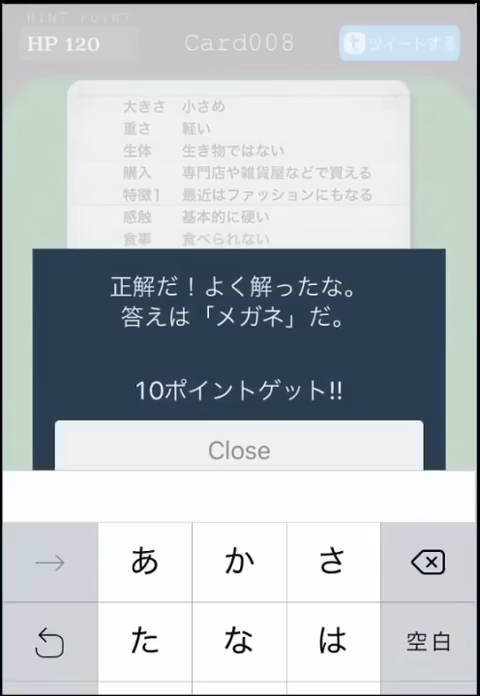 HINT POINT
HP 120
Card008
ツイートする
大きさ 小さめ
重さ 軽い
生体 生き物ではない
購入 専門店や雑貨屋などで買える
特徴1 最近はファッションにもなる
感触 基本的に硬い
食事 食べられない
正解だ！よく解ったな。
答えは「メガネ」だ。
10ポイントゲット!!
Close
→ あ か さ
た な は 空白